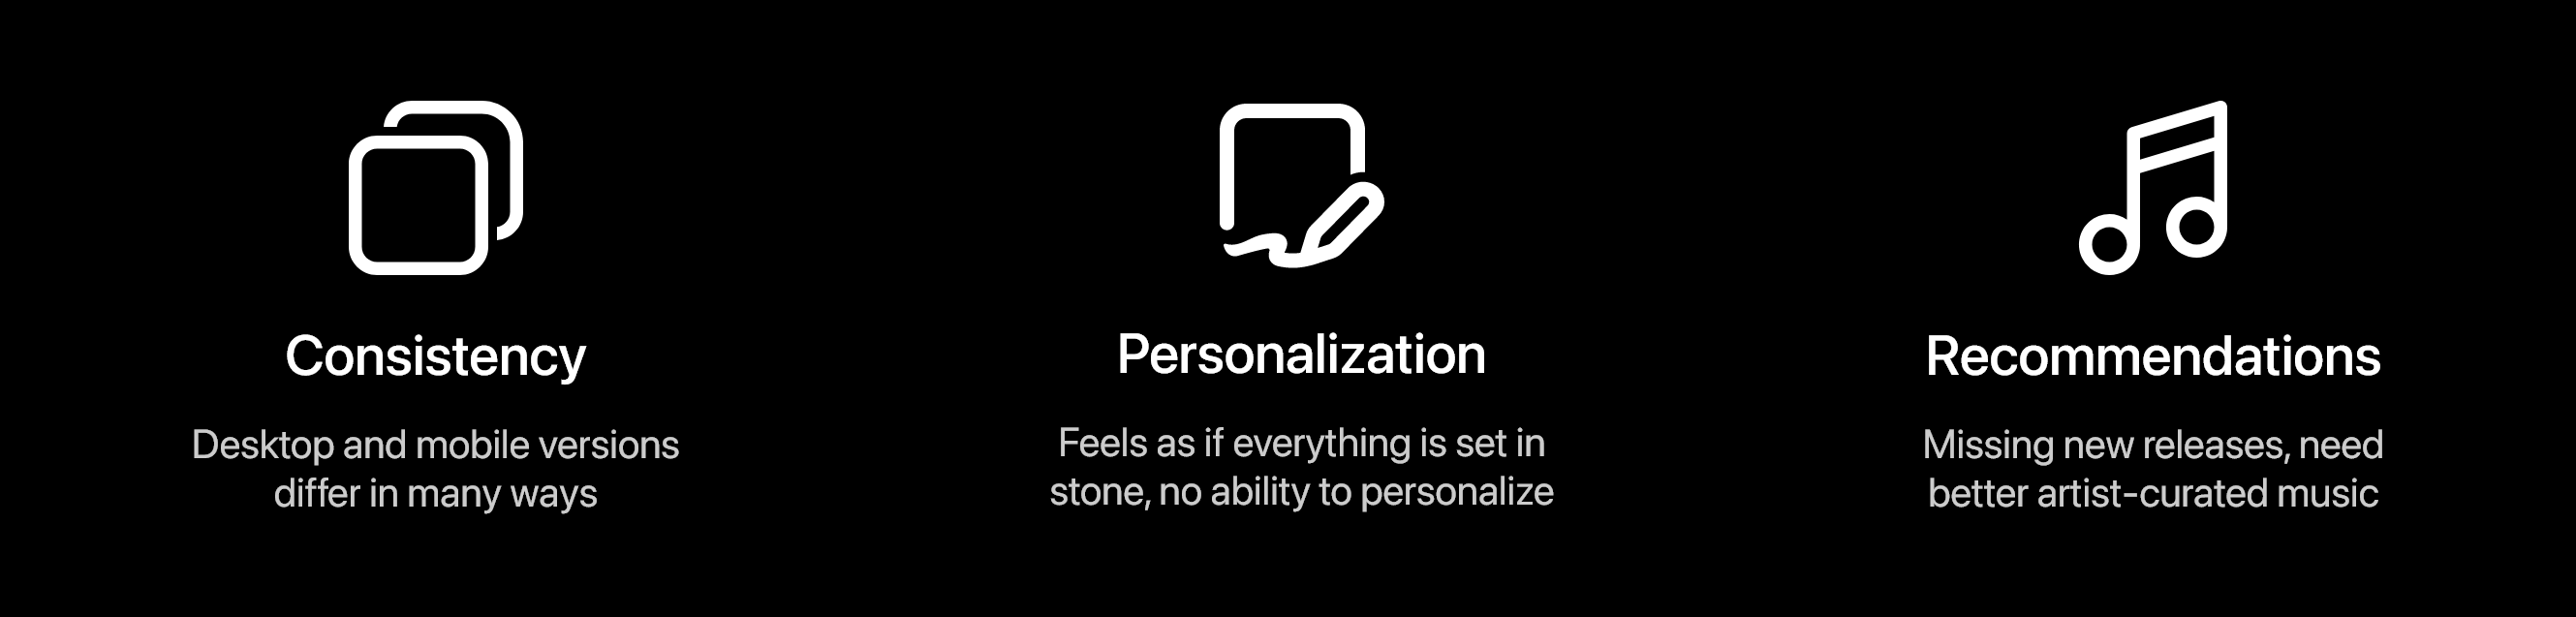 Consistency
Desktop and mobile versions
differ in many ways
Personalization
Feels as if everything is set in
stone, no ability to personalize
Recommendations
Missing new releases, need
better artist-curated music